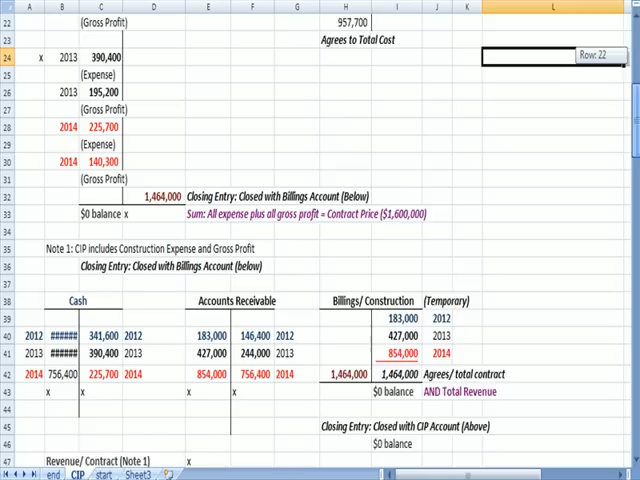 A B C D E F G H I J K L
22 (Gross Profit) 957,700
23 Agrees to Total Cost
24 x 2013 390,400
Row: 22
25 (Expense)
26 2013 195,200
27 (Gross Profit)
28 2014 225,700
29 (Expense)
30 2014 140,300
31 (Gross Profit)
32 1,464,000 Closing Entry: Closed with Billings Account (Below)
33 $0 balance x Sum: All expense plus all gross profit = Contract Price ($1,600,000)
34
35 Note 1: CIP includes Construction Expense and Gross Profit
36 Closing Entry: Closed with Billings Account (below)
37
38 Cash Accounts Receivable Billings/ Construction (Temporary)
39 183,000 2012
40 2012 ###### 341,600 2012 183,000 146,400 2012 427,000 2013
41 2013 ###### 390,400 2013 427,000 244,000 2013 854,000 2014
42 2014 756,400 225,700 2014 854,000 756,400 2014 1,464,000 1,464,000 Agrees/ total contract
43 x x x x $0 balance AND Total Revenue
44
45 Closing Entry: Closed with CIP Account (Above)
46 $0 balance
47 Revenue/ Contract (Note 1) x
end CIP start Sheet3